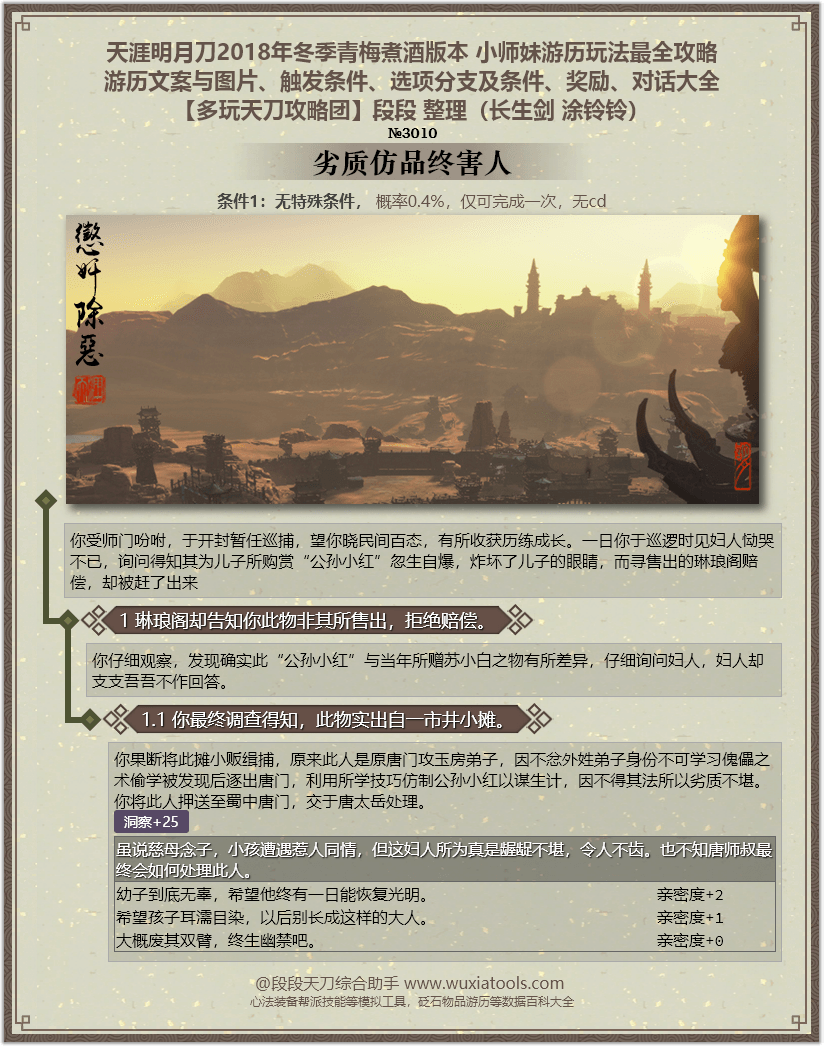 天涯明月刀2018年冬季青梅煮酒版本 小师妹游历玩法最全攻略
游历文案与图片、触发条件、选项分支及条件、奖励、对话大全
【多玩天刀攻略团】段段 整理（长生剑 涂铃铃）
№3010
劣质仿品终害人
条件1：无特殊条件， 概率0.4%，仅可完成一次，无cd
懲奸除惡
你受师门吩咐，于开封暂任巡捕，望你晓民间百态，有所收获历练成长。一日你于巡逻时见妇人恸哭
不已，询问得知其为儿子所购赏“公孙小红”忽生自爆，炸坏了儿子的眼睛，而寻售出的琳琅阁赔
偿，却被赶了出来
1 琳琅阁却告知你此物非其所售出，拒绝赔偿。
你仔细观察，发现确实此“公孙小红”与当年所赠苏小白之物有所差异，仔细询问妇人，妇人却
支支吾吾不作回答。
1.1 你最终调查得知，此物实出自一市井小摊。
你果断将此摊小贩缉捕，原来此人是原唐门攻玉房弟子，因不忿外姓弟子身份不可学习傀儡之
术偷学被发现后逐出唐门，利用所学技巧仿制公孙小红以谋生计，因不得其法所以劣质不堪。
你将此人押送至蜀中唐门，交于唐太岳处理。
洞察+25
虽说慈母念子，小孩遭遇惹人同情，但这妇人所为真是龌龊不堪，令人不齿。也不知唐师叔最
终会如何处理此人。
幼子到底无辜，希望他终有一日能恢复光明。 亲密度+2
希望孩子耳濡目染，以后别长成这样的大人。 亲密度+1
大概废其双臂，终生幽禁吧。 亲密度+0
@段段天刀综合助手 www.wuxiatools.com
心法装备帮派技能等模拟工具，砭石物品游历等数据百科大全